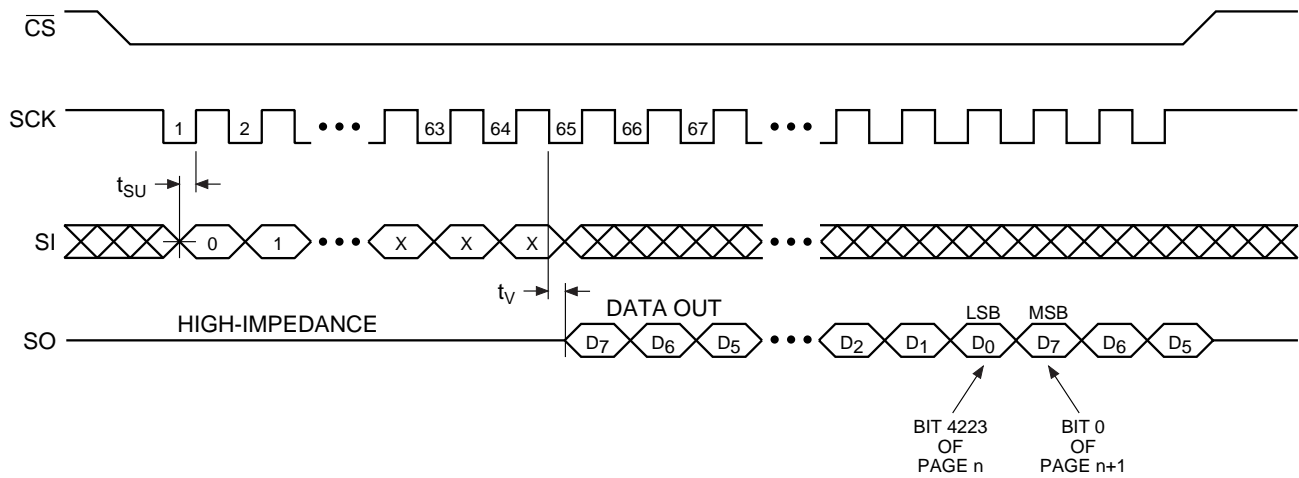 CS
SCK 1 2 ••• 63 64 65 66 67 •••
tSU
SI 0 1 ••• X X X •••
tV
HIGH-IMPEDANCE DATA OUT LSB MSB
SO D7 D6 D5 ••• D2 D1 D0 D7 D6 D5
BIT 4223
OF
PAGE n
BIT 0
OF
PAGE n+1